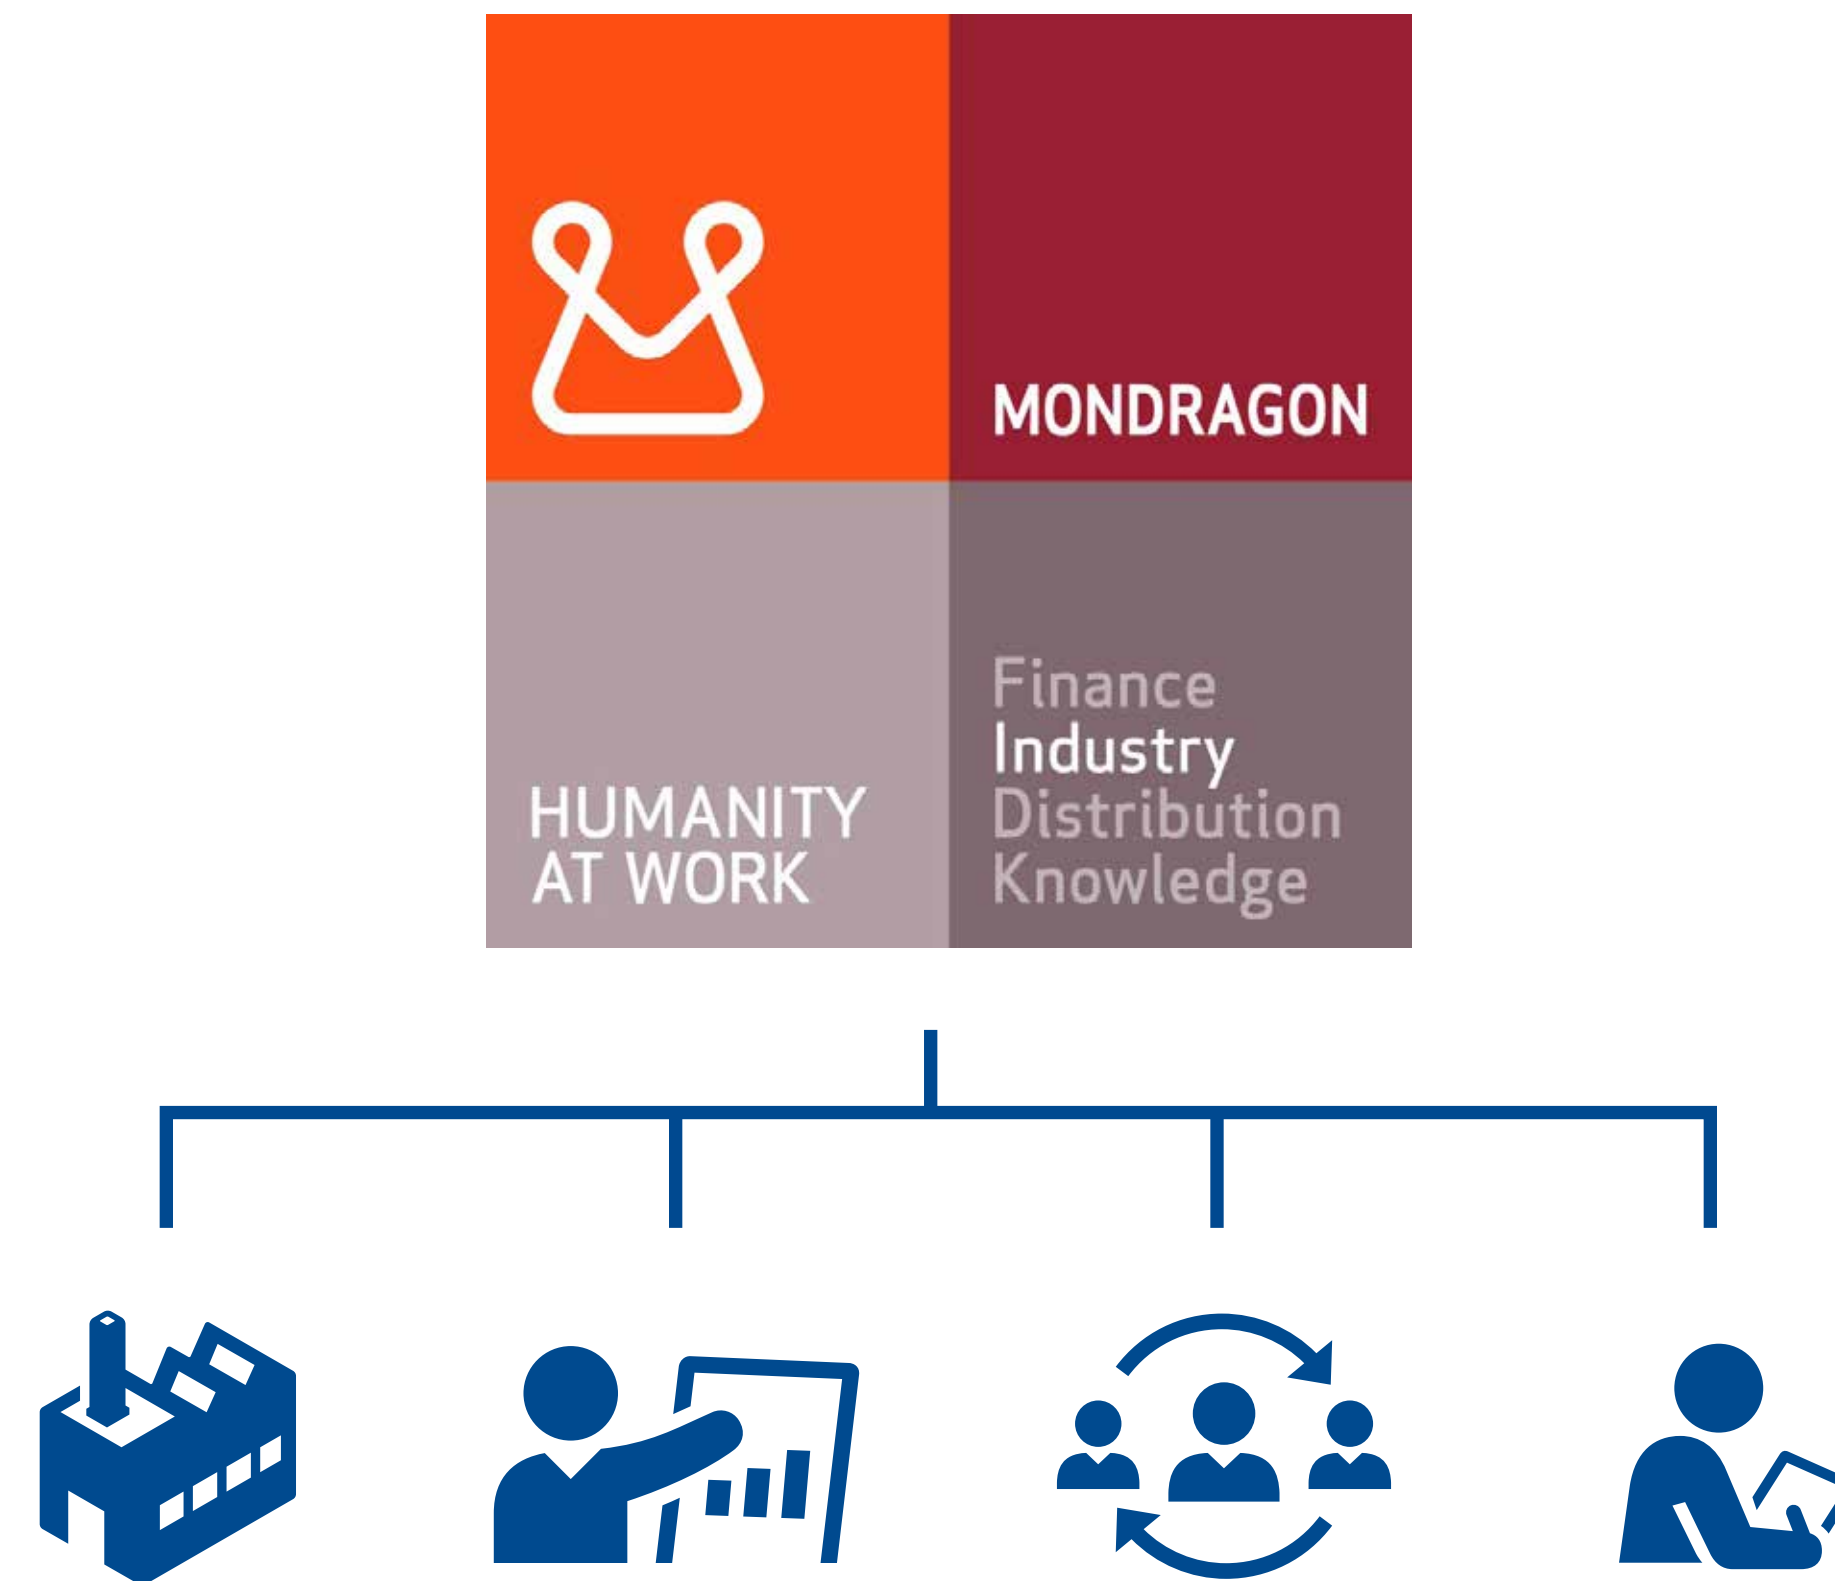 MONDRAGON
HUMANITY
AT WORK
Finance
Industry
Distribution
Knowledge